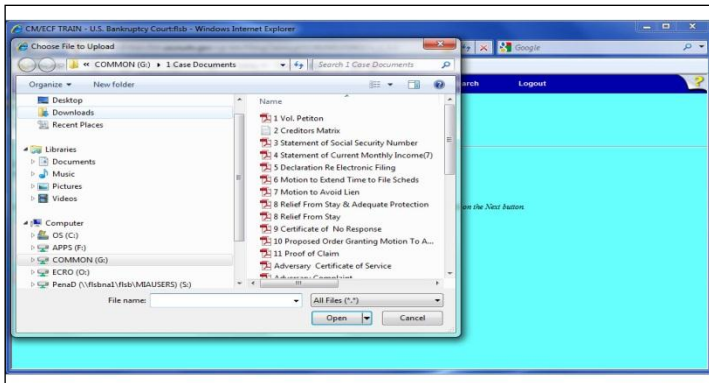 CM/ECF TRAIN - U.S. Bankruptcy Court:flsb - Windows Internet Explorer
Choose File to Upload
« COMMON (G:) ▸ 1 Case Documents
Search 1 Case Documents
Google
Organize
New folder
arch
Logout
Desktop
Downloads
Recent Places
Libraries
Documents
Music
Pictures
Videos
Computer
OS (C:)
APPS (F:)
COMMON (G:)
ECRO (O:)
PenaD (\\flsbna1\flsb\MIAUSERS) (S:)
Name
1 Vol. Petiton
2 Creditors Matrix
3 Statement of Social Security Number
4 Statement of Current Monthly Income(7)
5 Declaration Re Electronic Filing
6 Motion to Extend Time to File Scheds
7 Motion to Avoid Lien
8 Relief From Stay & Adequate Protection
8 Relief From Stay
9 Certificate of No Response
10 Proposed Order Granting Motion To A...
11 Proof of Claim
Adversary Certificate of Service
Adversary Complaint
on the Next button.
File name:
All Files (*.*)
Open
Cancel